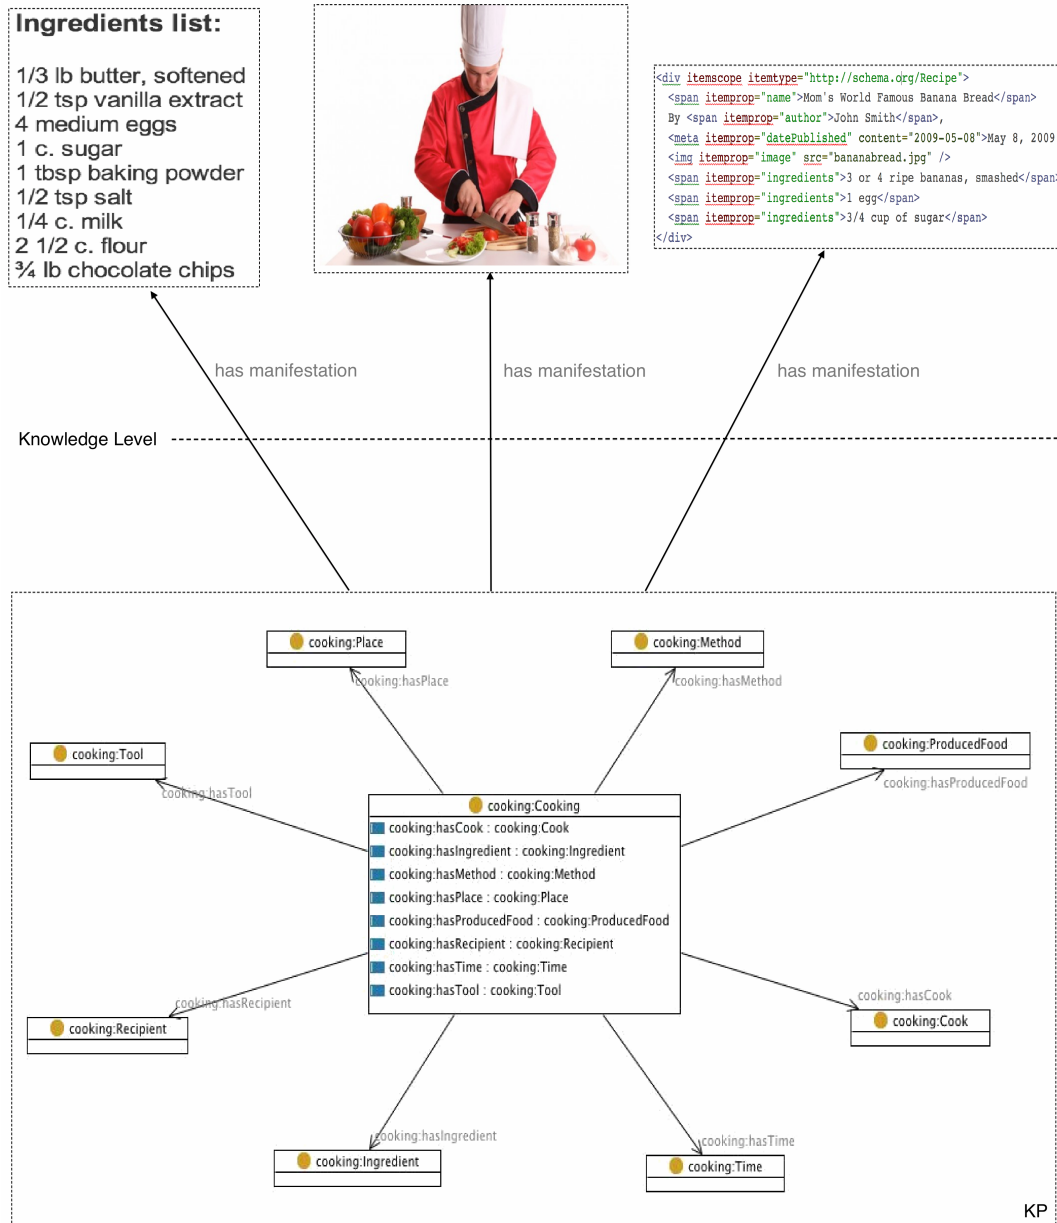 Ingredients list:
1/3 lb butter, softened
1/2 tsp vanilla extract
4 medium eggs
1 c. sugar
1 tbsp baking powder
1/2 tsp salt
1/4 c. milk
2 1/2 c. flour
¾ lb chocolate chips
<div itemscope itemtype="http://schema.org/Recipe">
<span itemprop="name">Mom's World Famous Banana Bread</span>
By <span itemprop="author">John Smith</span>,
<meta itemprop="datePublished" content="2009-05-08">May 8, 2009
<img itemprop="image" src="bananabread.jpg" />
<span itemprop="ingredients">3 or 4 ripe bananas, smashed</span>
<span itemprop="ingredients">1 egg</span>
<span itemprop="ingredients">3/4 cup of sugar</span>
</div>
has manifestation
has manifestation
has manifestation
Knowledge Level
cooking:Place
cooking:Method
cooking:hasPlace
cooking:hasMethod
cooking:Tool
cooking:ProducedFood
cooking:hasTool
cooking:hasProducedFood
cooking:Cooking
cooking:hasCook : cooking:Cook
cooking:hasIngredient : cooking:Ingredient
cooking:hasMethod : cooking:Method
cooking:hasPlace : cooking:Place
cooking:hasProducedFood : cooking:ProducedFood
cooking:hasRecipient : cooking:Recipient
cooking:hasTime : cooking:Time
cooking:hasTool : cooking:Tool
cooking:hasRecipient
cooking:hasCook
cooking:Recipient
cooking:Cook
cooking:hasIngredient
cooking:hasTime
cooking:Ingredient
cooking:Time
KP